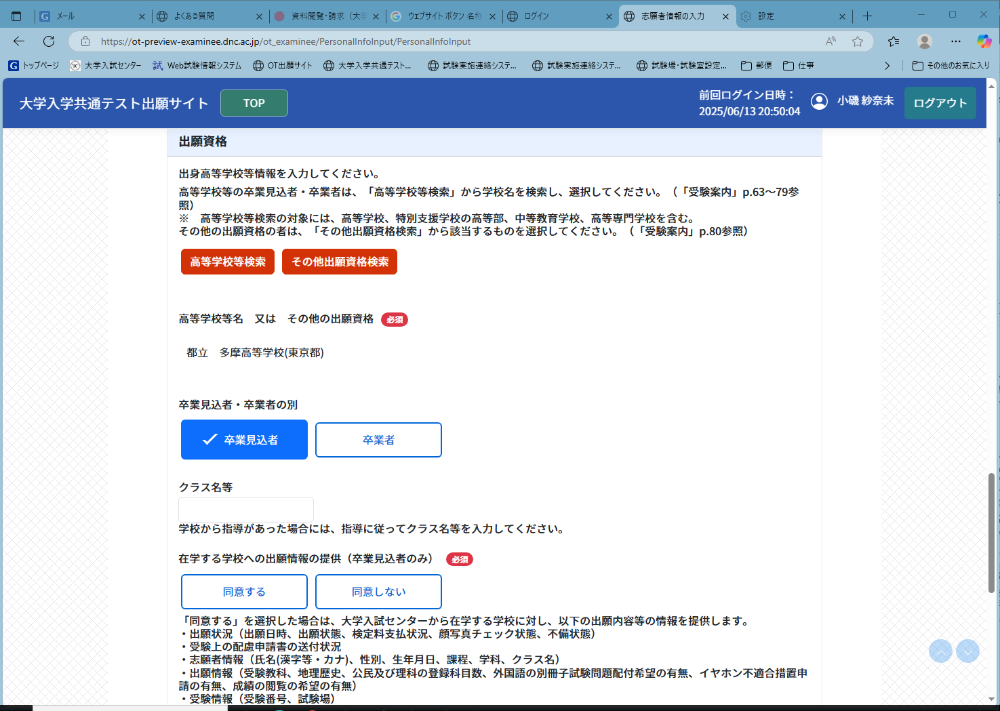 メール
よくある質問
資料閲覧・請求（大学
ウェブサイト ボタン 名称
ログイン
志願者情報の入力
設定
https://ot-preview-examinee.dnc.ac.jp/ot_examinee/PersonalInfoInput/PersonalInfoInput
トップページ
大学入試センター
試 Web試験情報システム
OT出願サイト
大学入学共通テスト...
試験実施連絡システ...
試験実施連絡システ...
試験場・試験室設定...
郵便
仕事
その他のお気に入り
大学入学共通テスト出願サイト
TOP
前回ログイン日時：
2025/06/13 20:50:04
小磯 紗奈未
ログアウト
出願資格
出身高等学校等情報を入力してください。
高等学校等の卒業見込者・卒業者は、「高等学校等検索」から学校名を検索し、選択してください。（「受験案内」p.63～79参
照）
※　高等学校等検索の対象には、高等学校、特別支援学校の高等部、中等教育学校、高等専門学校を含む。
その他の出願資格の者は、「その他出願資格検索」から該当するものを選択してください。（「受験案内」p.80参照）
高等学校等検索
その他出願資格検索
高等学校等名　又は　その他の出願資格 必須
都立　多摩高等学校(東京都)
卒業見込者・卒業者の別
卒業見込者
卒業者
クラス名等
学校から指導があった場合には、指導に従ってクラス名等を入力してください。
在学する学校への出願情報の提供（卒業見込者のみ） 必須
同意する
同意しない
「同意する」を選択した場合は、大学入試センターから在学する学校に対し、以下の出願内容等の情報を提供します。
・出願状況（出願日時、出願状態、検定料支払状況、顔写真チェック状態、不備状態）
・受験上の配慮申請書の送付状況
・志願者情報（氏名(漢字等・カナ)、性別、生年月日、課程、学科、クラス名）
・出願情報（受験教科、地理歴史、公民及び理科の登録科目数、外国語の別冊子試験問題配付希望の有無、イヤホン不適合措置申
請の有無、成績の閲覧の希望の有無）
・受験情報（受験番号、試験場）